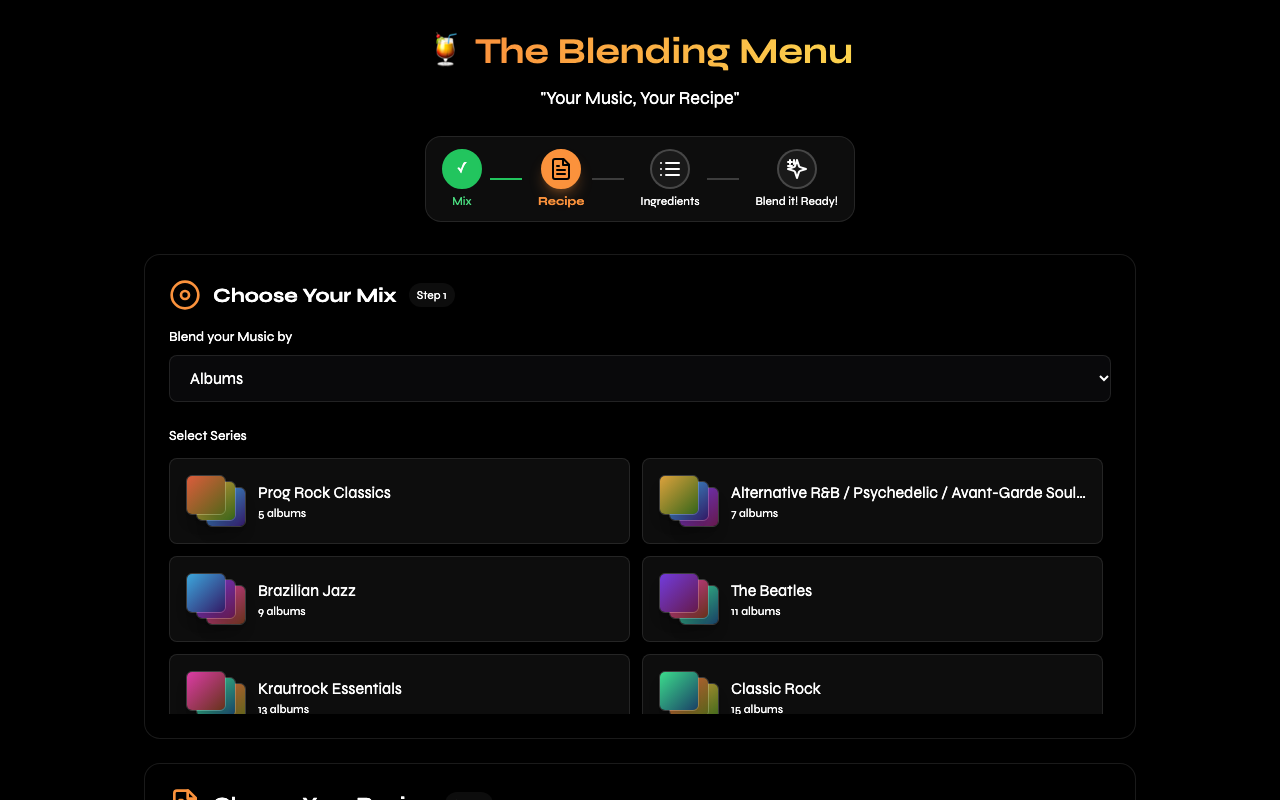 The Blending Menu
"Your Music, Your Recipe"
Mix
Recipe
Ingredients
Blend it! Ready!
Choose Your Mix
Step 1
Blend your Music by
Albums
Select Series
Prog Rock Classics
5 albums
Alternative R&B / Psychedelic / Avant-Garde Soul...
7 albums
Brazilian Jazz
9 albums
The Beatles
11 albums
Krautrock Essentials
13 albums
Classic Rock
15 albums